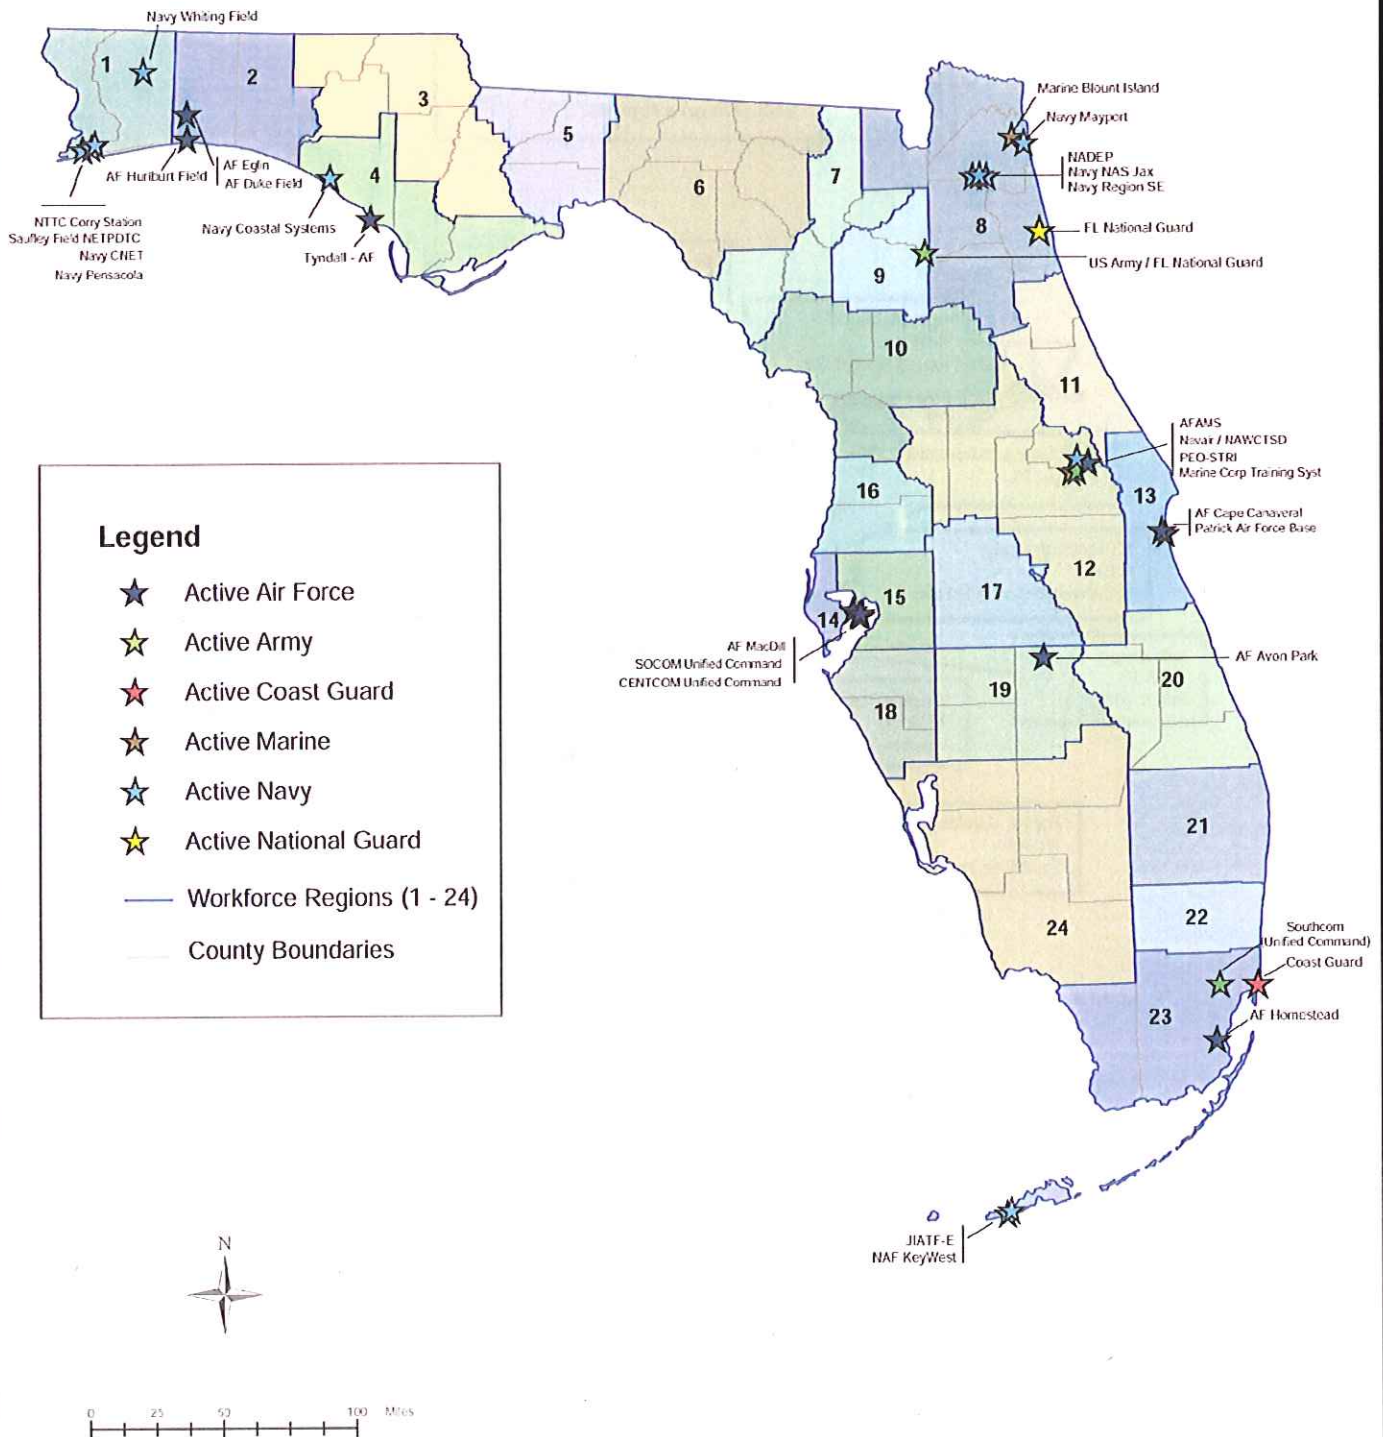 Navy Whiting Field
1
2
3
4
5
6
7
8
9
10
11
12
13
14
15
16
17
18
19
20
21
22
23
24
AF Hurlburt Field
AF Eglin
AF Duke Field
NTTC Corry Station
Saufley Field NETPDTC
Navy CNET
Navy Pensacola
Navy Coastal Systems
Tyndall - AF
Marine Blount Island
Navy Mayport
NADEP
Navy NAS Jax
Navy Region SE
FL National Guard
US Army / FL National Guard
AFAMS
Navair / NAWCTSD
PEO-STRI
Marine Corp Training Syst
AF Cape Canaveral
Patrick Air Force Base
AF MacDill
SOCOM Unified Command
CENTCOM Unified Command
AF Avon Park
Southcom
(Unified Command)
Coast Guard
AF Homestead
JIATF-E
NAF KeyWest
Legend
Active Air Force
Active Army
Active Coast Guard
Active Marine
Active Navy
Active National Guard
Workforce Regions (1 - 24)
County Boundaries
N
0 25 50 100 Miles